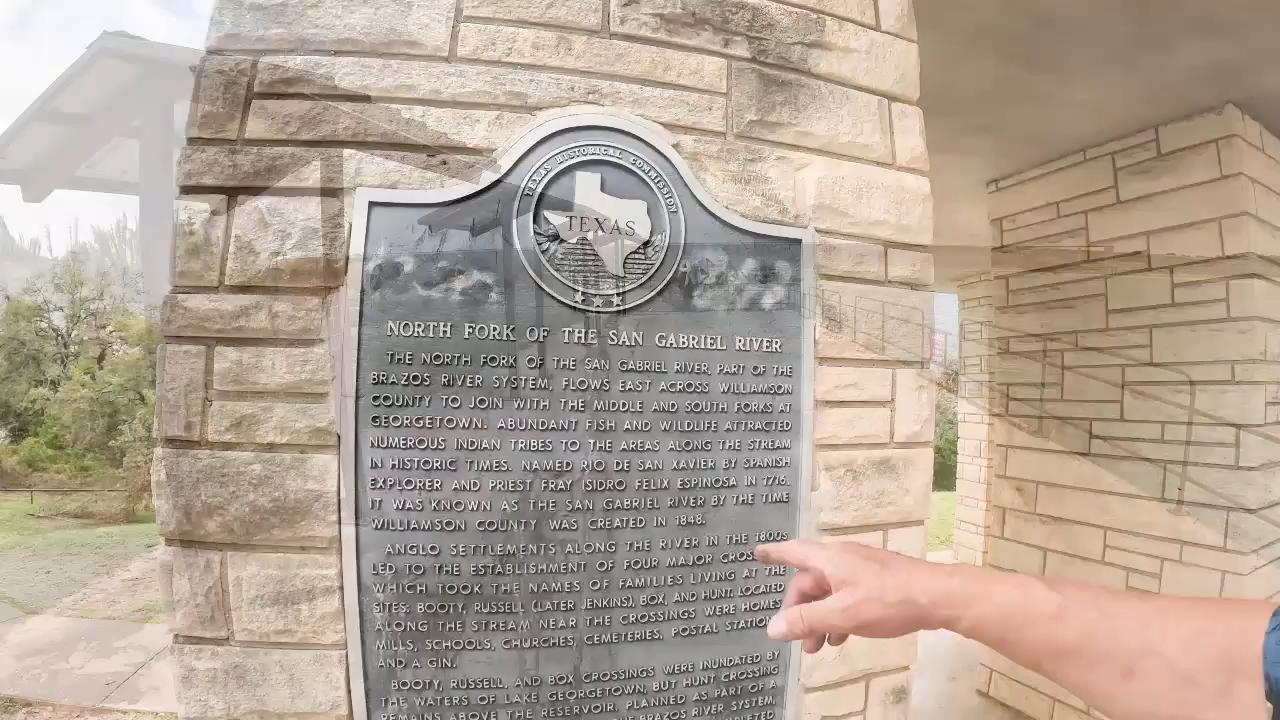 TEXAS HISTORICAL COMMISSION
TEXAS
NORTH FORK OF THE SAN GABRIEL RIVER
THE NORTH FORK OF THE SAN GABRIEL RIVER, PART OF THE
BRAZOS RIVER SYSTEM, FLOWS EAST ACROSS WILLIAMSON
COUNTY TO JOIN WITH THE MIDDLE AND SOUTH FORKS AT
GEORGETOWN. ABUNDANT FISH AND WILDLIFE ATTRACTED
NUMEROUS INDIAN TRIBES TO THE AREAS ALONG THE STREAM
IN HISTORIC TIMES. NAMED RIO DE SAN XAVIER BY SPANISH
EXPLORER AND PRIEST FRAY ISIDRO FELIX ESPINOSA IN 1716,
IT WAS KNOWN AS THE SAN GABRIEL RIVER BY THE TIME
WILLIAMSON COUNTY WAS CREATED IN 1848.
ANGLO SETTLEMENTS ALONG THE RIVER IN THE 1800s
LED TO THE ESTABLISHMENT OF FOUR MAJOR
WHICH TOOK THE NAMES OF FAMILIES LIVING AT THE
SITES: BOOTY, RUSSELL (LATER JENKINS), BOX, AND HUNT. LOCATED
ALONG THE STREAM NEAR THE CROSSINGS WERE HOMES,
MILLS, SCHOOLS, CHURCHES, CEMETERIES, POSTAL
AND A GIN.
BOOTY, RUSSELL, AND BOX CROSSINGS WERE INUNDATED BY
THE WATERS OF LAKE GEORGETOWN, BUT HUNT CROSSING
REMAINS ABOVE THE RESERVOIR. PLANNED AS PART OF A
THE BRAZOS RIVER SYSTEM,